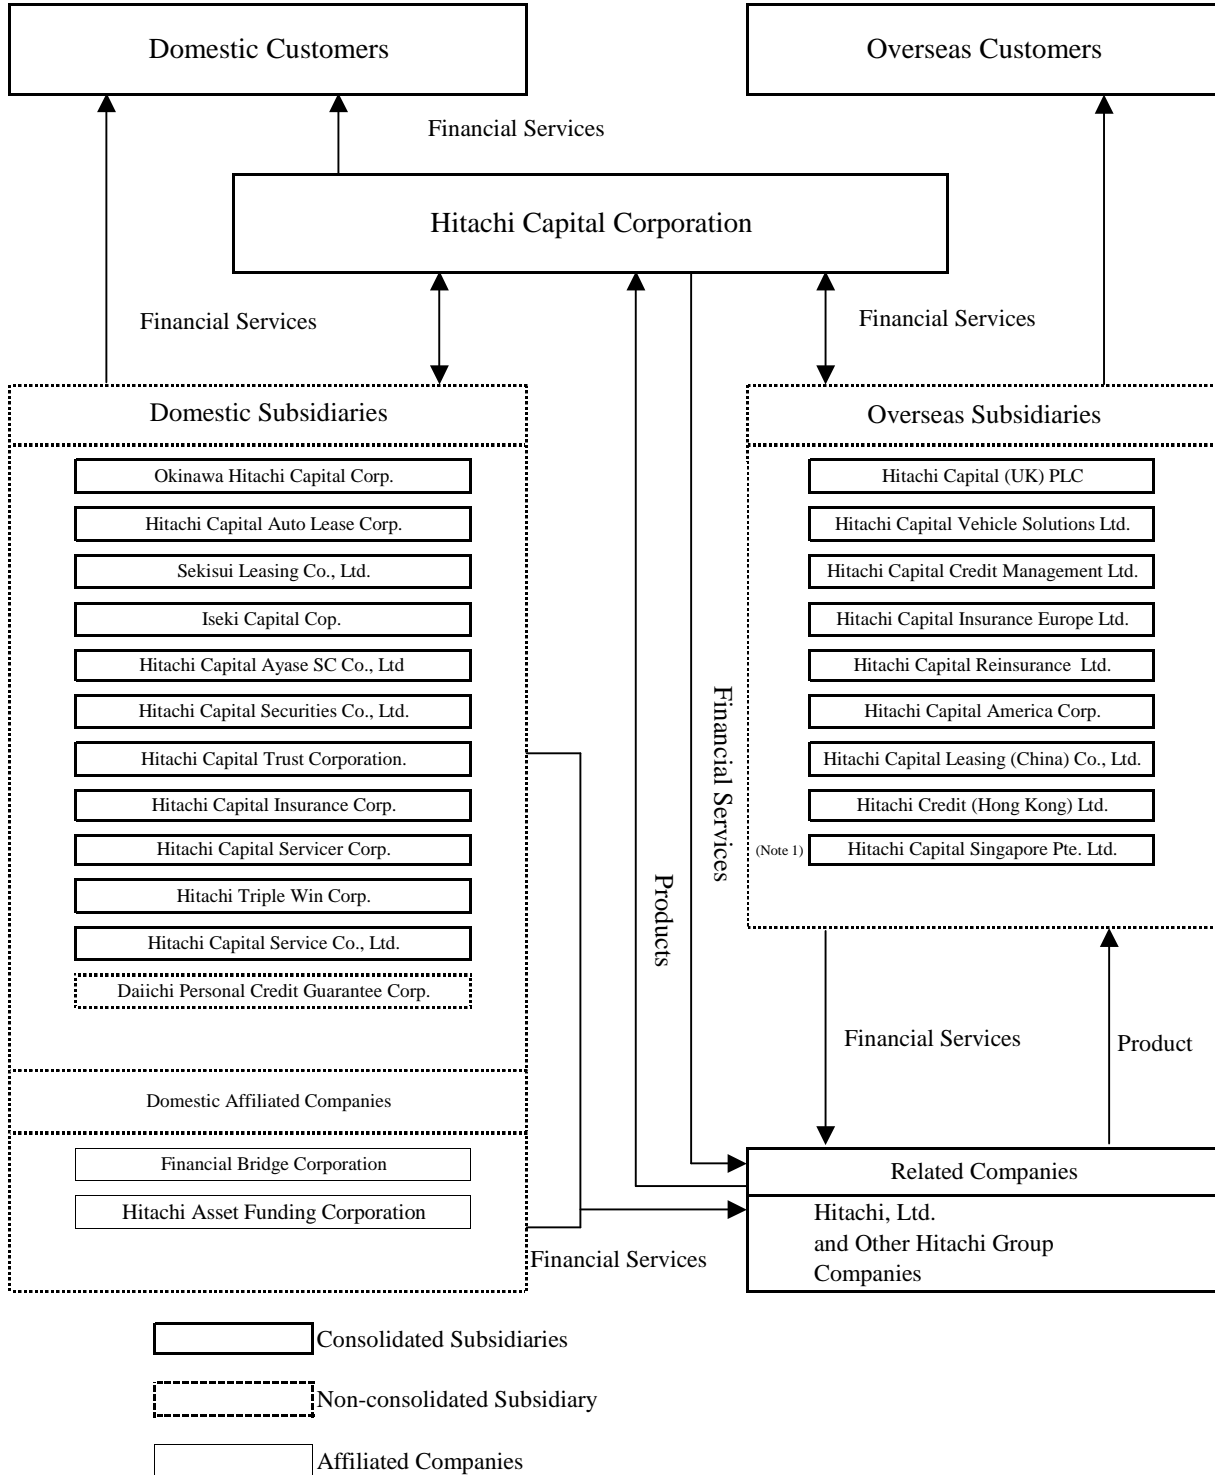 Domestic Customers
Overseas Customers
Financial Services
Hitachi Capital Corporation
Financial Services
Financial Services
Domestic Subsidiaries
Okinawa Hitachi Capital Corp.
Hitachi Capital Auto Lease Corp.
Sekisui Leasing Co., Ltd.
Iseki Capital Cop.
Hitachi Capital Ayase SC Co., Ltd
Hitachi Capital Securities Co., Ltd.
Hitachi Capital Trust Corporation.
Hitachi Capital Insurance Corp.
Hitachi Capital Servicer Corp.
Hitachi Triple Win Corp.
Hitachi Capital Service Co., Ltd.
Daiichi Personal Credit Guarantee Corp.
Domestic Affiliated Companies
Financial Bridge Corporation
Hitachi Asset Funding Corporation
Financial Services
Products
Financial Services
Overseas Subsidiaries
Hitachi Capital (UK) PLC
Hitachi Capital Vehicle Solutions Ltd.
Hitachi Capital Credit Management Ltd.
Hitachi Capital Insurance Europe Ltd.
Hitachi Capital Reinsurance Ltd.
Hitachi Capital America Corp.
Hitachi Capital Leasing (China) Co., Ltd.
Hitachi Credit (Hong Kong) Ltd.
(Note 1) Hitachi Capital Singapore Pte. Ltd.
Financial Services
Product
Related Companies
Hitachi, Ltd.
and Other Hitachi Group
Companies
Consolidated Subsidiaries
Non-consolidated Subsidiary
Affiliated Companies